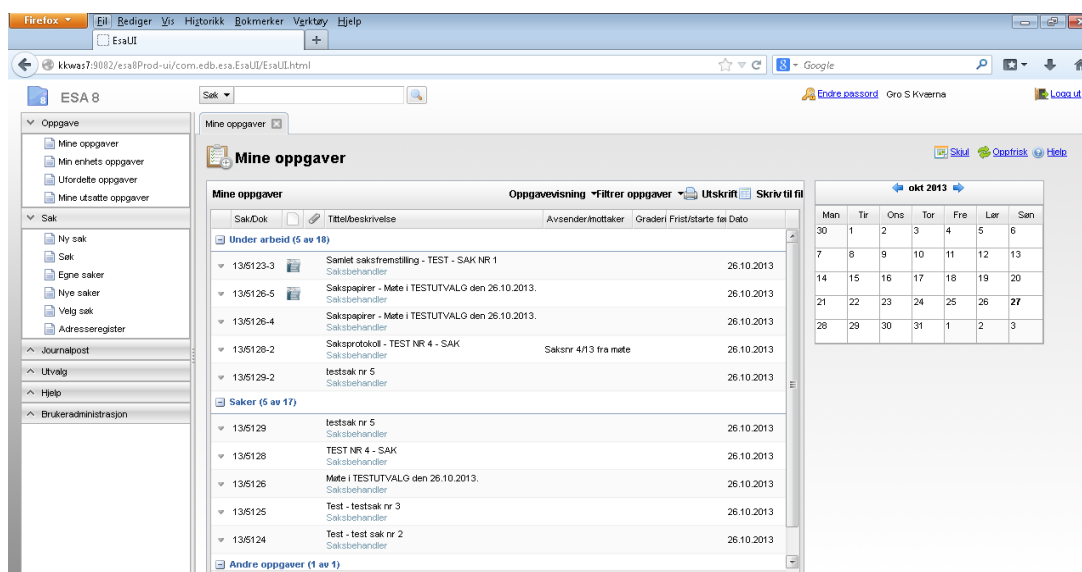 Firefox
Fil Rediger Vis Historikk Bokmerker Verktøy Hjelp
EsaUI
kkwas7:9082/esa8Prod-ui/com.edb.esa.EsaUI/EsaUI.html
Google
ESA 8
Søk
Endre passord Gro S Kværna
Logg ut
Oppgave
Mine oppgaver
Min enhets oppgaver
Ufordelte oppgaver
Mine utsatte oppgaver
Sak
Ny sak
Søk
Egne saker
Nye saker
Velg søk
Adresseregister
Journalpost
Utvalg
Hjelp
Brukeradministrasjon
Mine oppgaver
Mine oppgaver
Skjul Oppfrisk Hjelp
Mine oppgaver Oppgavevisning Filtrer oppgaver Utskrift Skriv til fil
Sak/Dok Tittel/beskrivelse Avsender/mottaker Graderi Frist/starte før Dato
Under arbeid (5 av 18)
13/5123-3 Samlet saksfremstilling - TEST - SAK NR 1 26.10.2013
Saksbehandler
13/5126-5 Sakspapirer - Møte i TESTUTVALG den 26.10.2013. 26.10.2013
Saksbehandler
13/5126-4 Sakspapirer - Møte i TESTUTVALG den 26.10.2013. 26.10.2013
Saksbehandler
13/5128-2 Saksprotokoll - TEST NR 4 - SAK Saksnr 4/13 fra møte 26.10.2013
Saksbehandler
13/5129-2 testsak nr 5 26.10.2013
Saksbehandler
Saker (5 av 17)
13/5129 testsak nr 5 26.10.2013
Saksbehandler
13/5128 TEST NR 4 - SAK 26.10.2013
Saksbehandler
13/5126 Møte i TESTUTVALG den 26.10.2013. 26.10.2013
Saksbehandler
13/5125 Test - testsak nr 3 26.10.2013
Saksbehandler
13/5124 Test - test sak nr 2 26.10.2013
Saksbehandler
Andre oppgaver (1 av 1)
okt 2013
Man Tir Ons Tor Fre Lør Søn
30 1 2 3 4 5 6
7 8 9 10 11 12 13
14 15 16 17 18 19 20
21 22 23 24 25 26 27
28 29 30 31 1 2 3